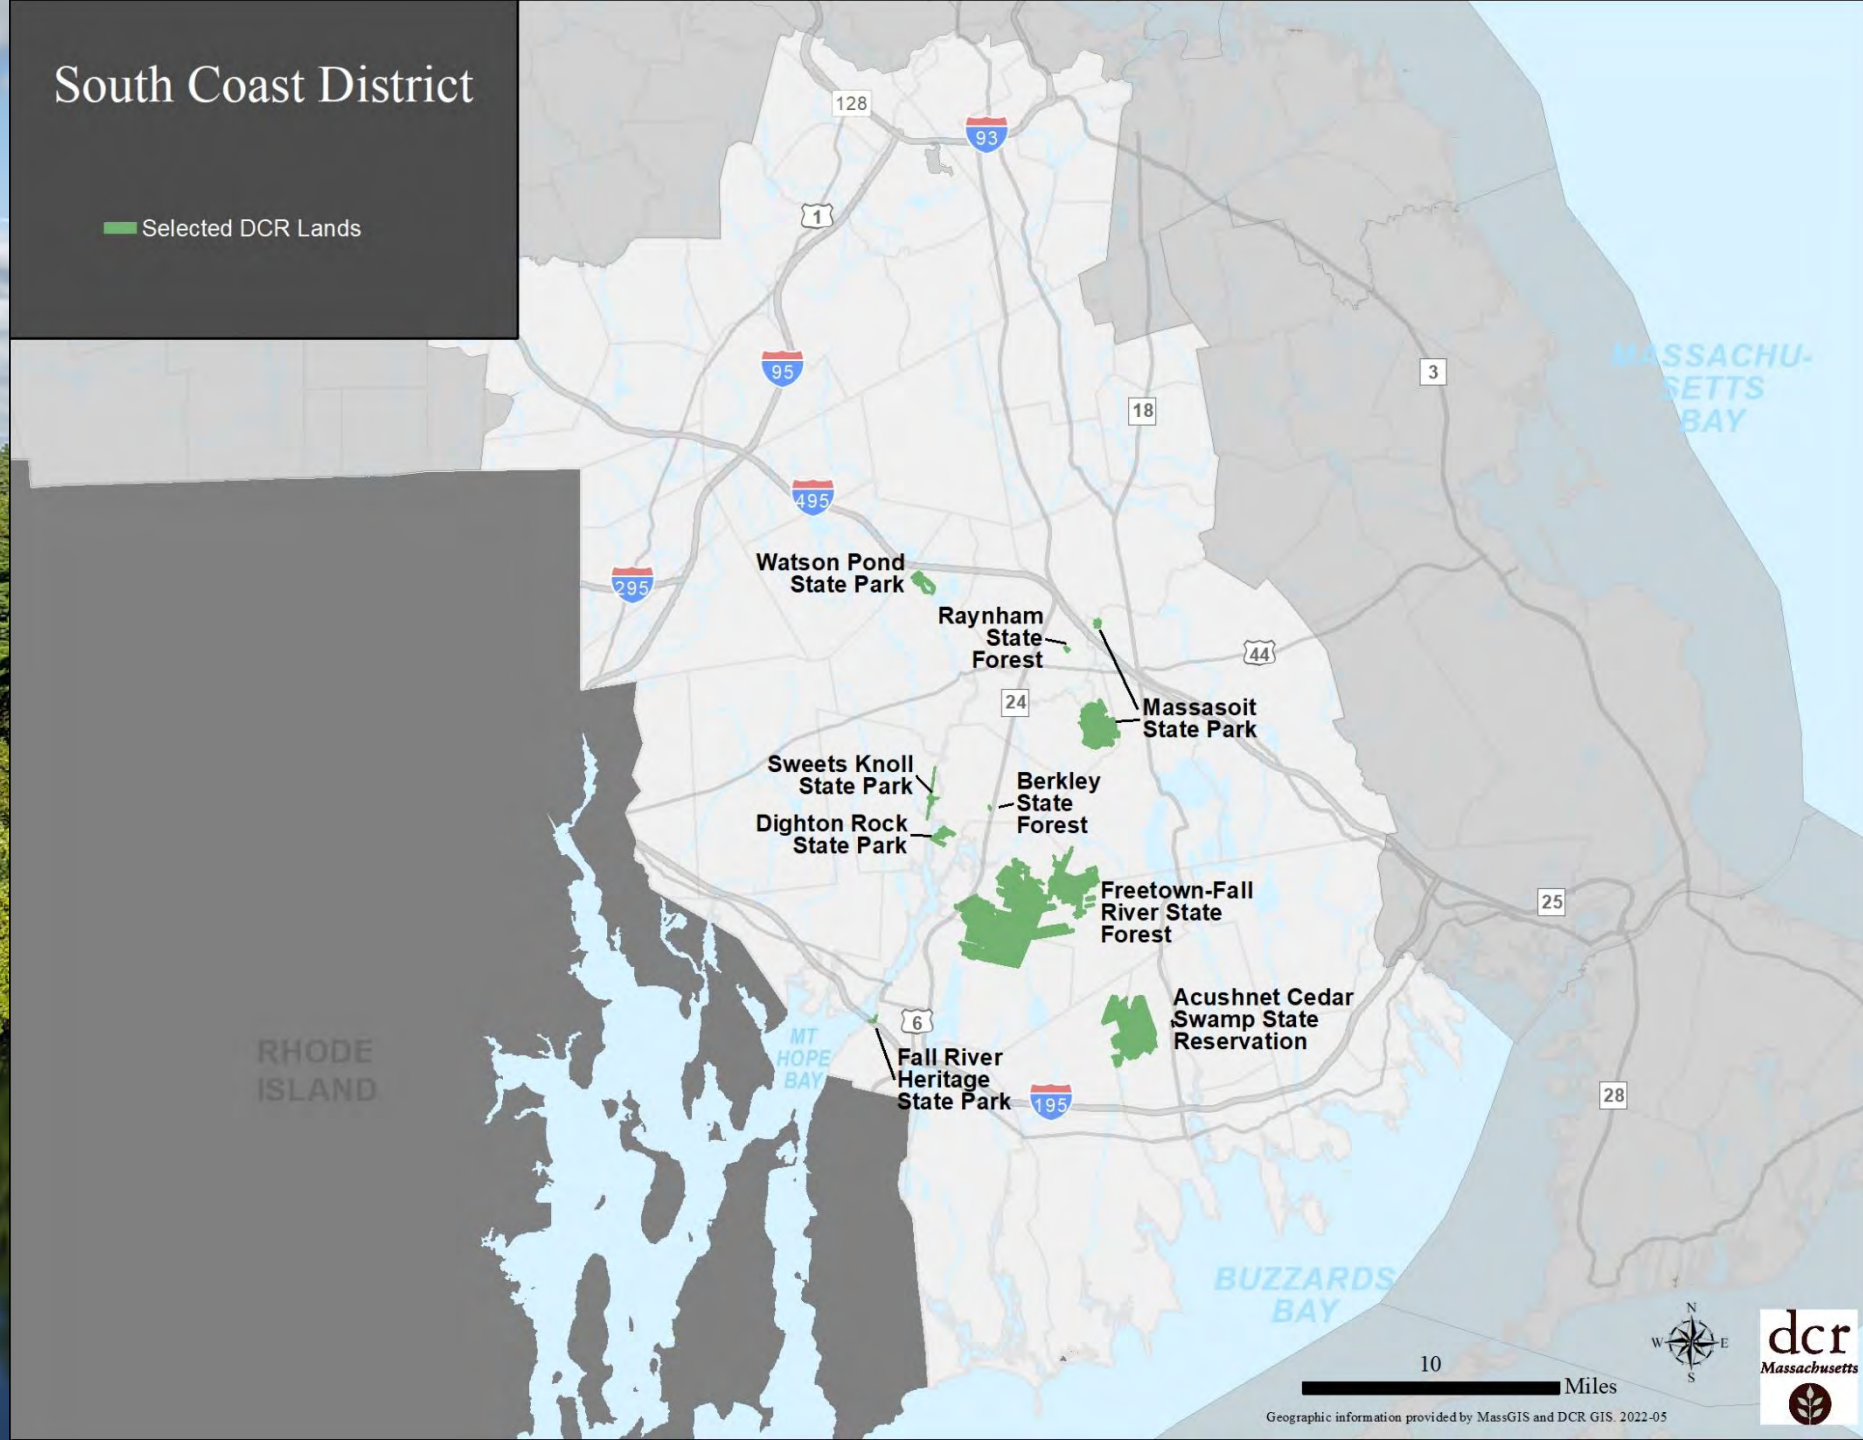 South Coast District
Selected DCR Lands
128
93
1
95
3
MASSACHU-
SETTS
BAY
18
495
Watson Pond
State Park
295
Raynham
State
Forest
44
24
Massasoit
State Park
Sweets Knoll
State Park
Berkley
State
Forest
Dighton Rock
State Park
Freetown-Fall
River State
Forest
25
Acushnet Cedar
Swamp State
Reservation
6
MT
HOPE
BAY
RHODE
ISLAND
Fall River
Heritage
State Park
195
28
BUZZARDS
BAY
N
W E
S
10
Miles
Geographic information provided by MassGIS and DCR GIS. 2022-05
dcr
Massachusetts